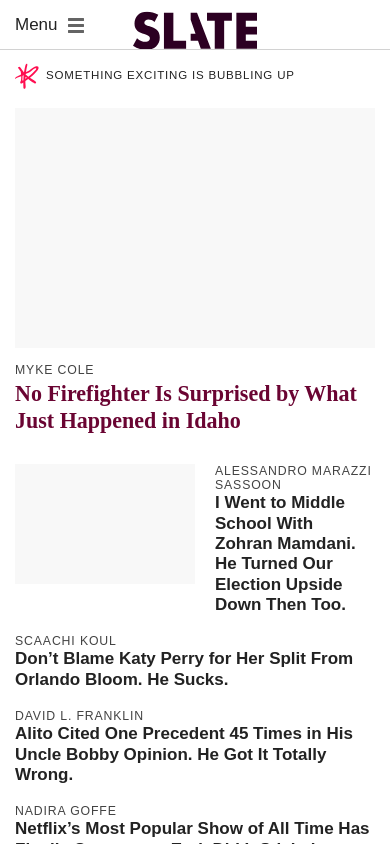 Menu
SLATE
SOMETHING EXCITING IS BUBBLING UP
MYKE COLE
No Firefighter Is Surprised by What
Just Happened in Idaho
ALESSANDRO MARAZZI
SASSOON
I Went to Middle
School With
Zohran Mamdani.
He Turned Our
Election Upside
Down Then Too.
SCAACHI KOUL
Don’t Blame Katy Perry for Her Split From
Orlando Bloom. He Sucks.
DAVID L. FRANKLIN
Alito Cited One Precedent 45 Times in His
Uncle Bobby Opinion. He Got It Totally
Wrong.
NADIRA GOFFE
Netflix’s Most Popular Show of All Time Has